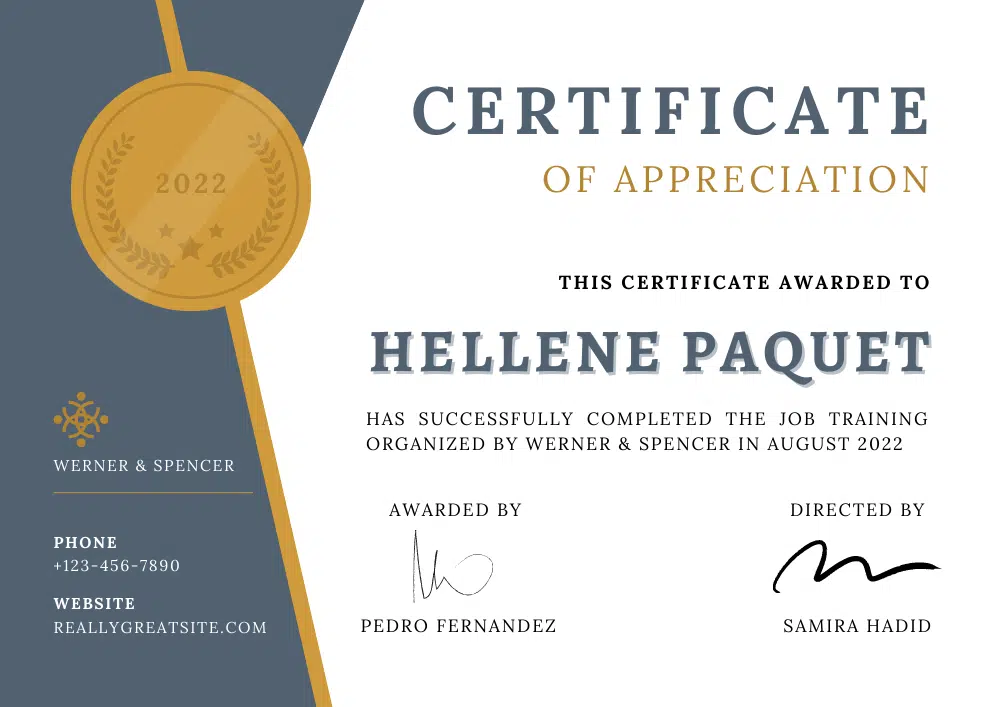 CERTIFICATE
OF APPRECIATION
2022
THIS CERTIFICATE AWARDED TO
HELLENE PAQUET
HAS SUCCESSFULLY COMPLETED THE JOB TRAINING
ORGANIZED BY WERNER & SPENCER IN AUGUST 2022
WERNER & SPENCER
PHONE
+123-456-7890
WEBSITE
REALLYGREATSITE.COM
AWARDED BY
PEDRO FERNANDEZ
DIRECTED BY
SAMIRA HADID